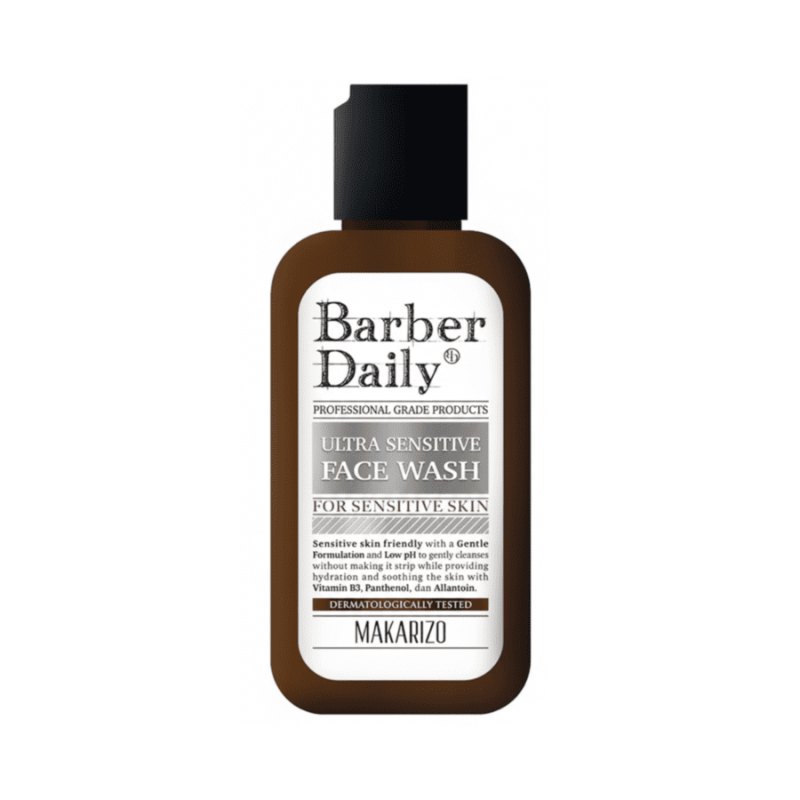 Barber
Daily
PROFESSIONAL GRADE PRODUCTS
ULTRA SENSITIVE
FACE WASH
FOR SENSITIVE SKIN
Sensitive skin friendly with a Gentle
Formulation and Low pH to gently cleanses
without making it strip while providing
hydration and soothing the skin with
Vitamin B3, Panthenol, dan Allantoin.
DERMATOLOGICALLY TESTED
MAKARIZO